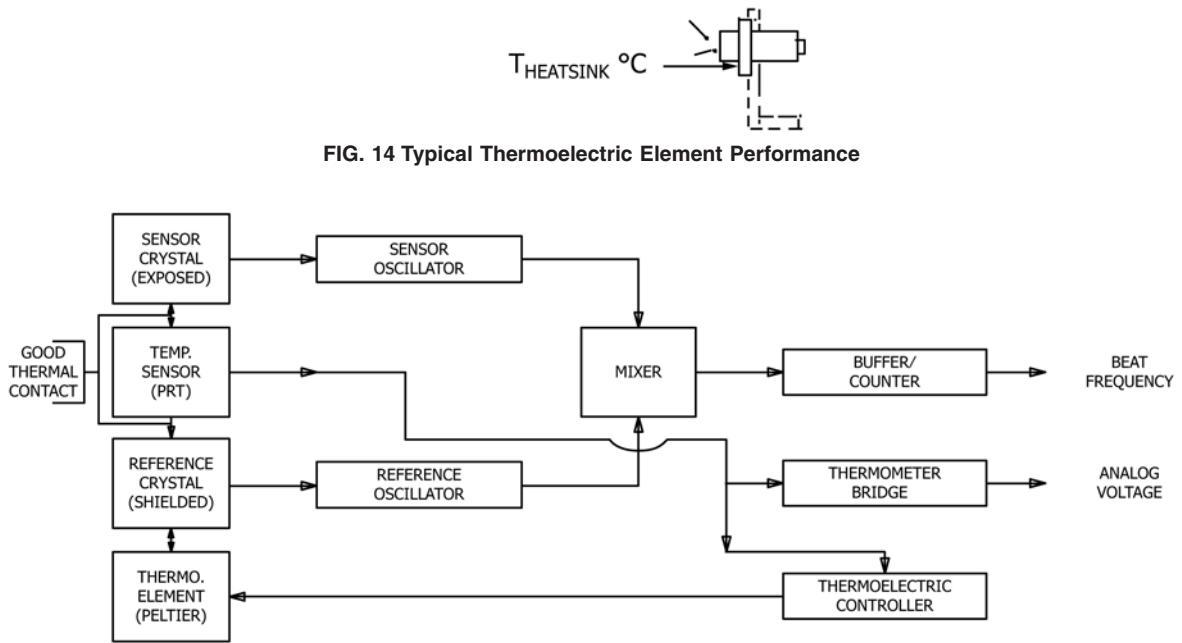 T HEATSINK °C
FIG. 14 Typical Thermoelectric Element Performance
SENSOR
CRYSTAL
(EXPOSED)
SENSOR
OSCILLATOR
GOOD
THERMAL
CONTACT
TEMP.
SENSOR
(PRT)
MIXER
BUFFER/
COUNTER
BEAT
FREQUENCY
REFERENCE
CRYSTAL
(SHIELDED)
REFERENCE
OSCILLATOR
THERMOMETER
BRIDGE
ANALOG
VOLTAGE
THERMO.
ELEMENT
(PELTIER)
THERMOELECTRIC
CONTROLLER